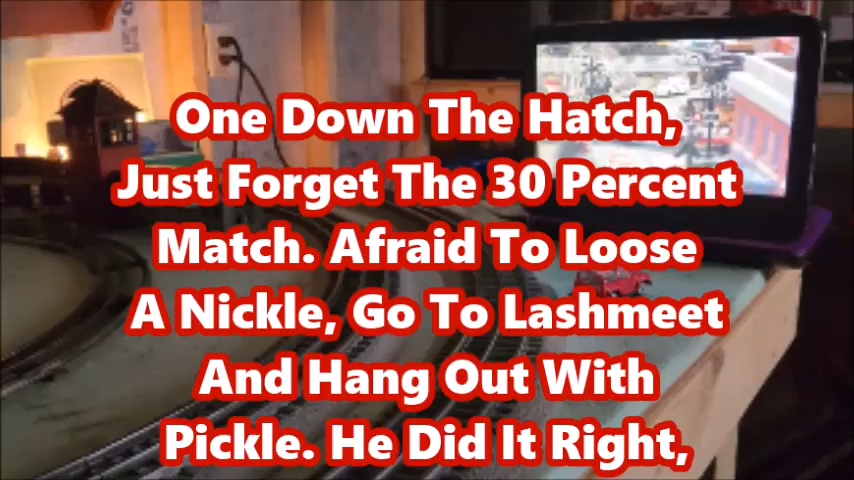 One Down The Hatch,
Just Forget The 30 Percent
Match. Afraid To Loose
A Nickle, Go To Lashmeet
And Hang Out With
Pickle. He Did It Right,